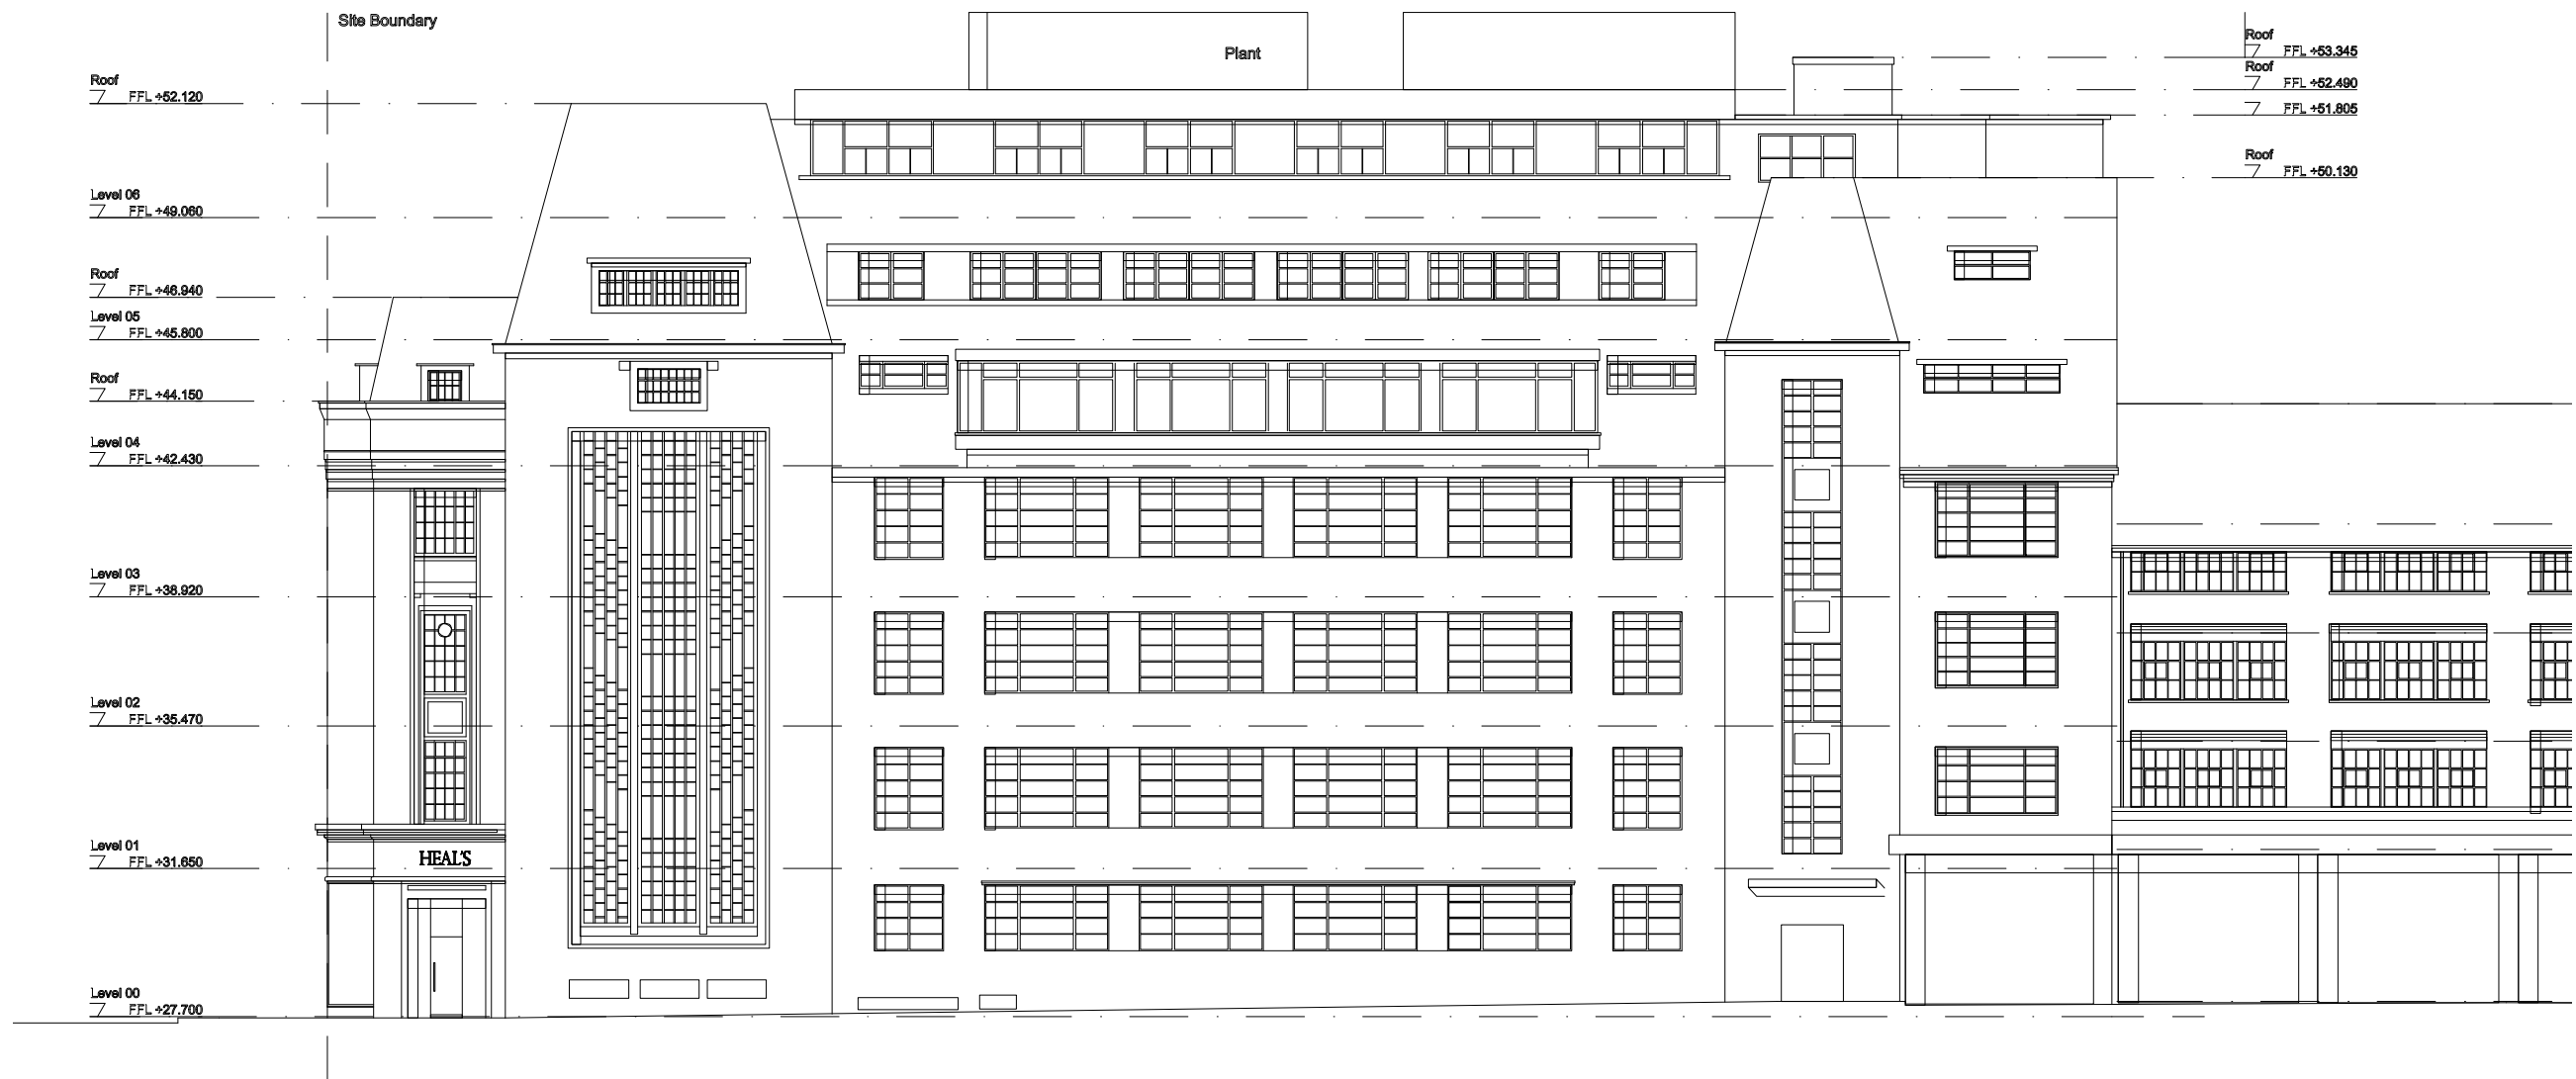 Site Boundary
Plant
Roof
FFL +53.345
Roof
FFL +52.490
FFL +51.805
Roof
FFL +50.130
Roof
FFL +52.120
Level 06
FFL +49.060
Roof
FFL +46.940
Level 05
FFL +45.800
Roof
FFL +44.150
Level 04
FFL +42.430
Level 03
FFL +38.920
Level 02
FFL +35.470
Level 01
FFL +31.650
HEAL'S
Level 00
FFL +27.700